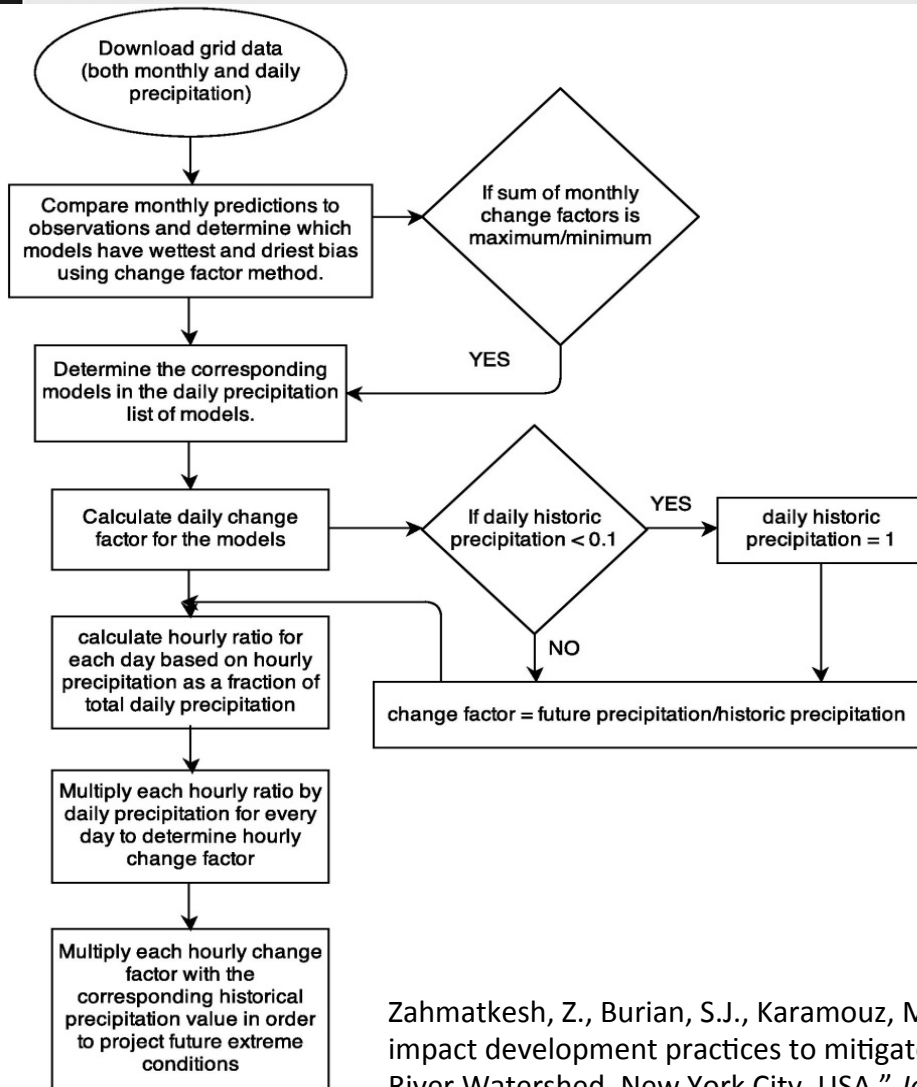 Download grid data
(both monthly and daily
precipitation)
Compare monthly predictions to
observations and determine which
models have wettest and driest bias
using change factor method.
If sum of monthly
change factors is
maximum/minimum
YES
Determine the corresponding
models in the daily precipitation
list of models.
Calculate daily change
factor for the models
If daily historic
precipitation < 0.1
YES
daily historic
precipitation = 1
NO
change factor = future precipitation/historic precipitation
calculate hourly ratio for
each day based on hourly
precipitation as a fraction of
total daily precipitation
Multiply each hourly ratio by
daily precipitation for every
day to determine hourly
change factor
Multiply each hourly change
factor with the
corresponding historical
precipitation value in order
to project future extreme
conditions
Zahmatkesh, Z., Burian, S.J., Karamouz, M
impact development practices to mitigate
River Watershed, New York City, USA."